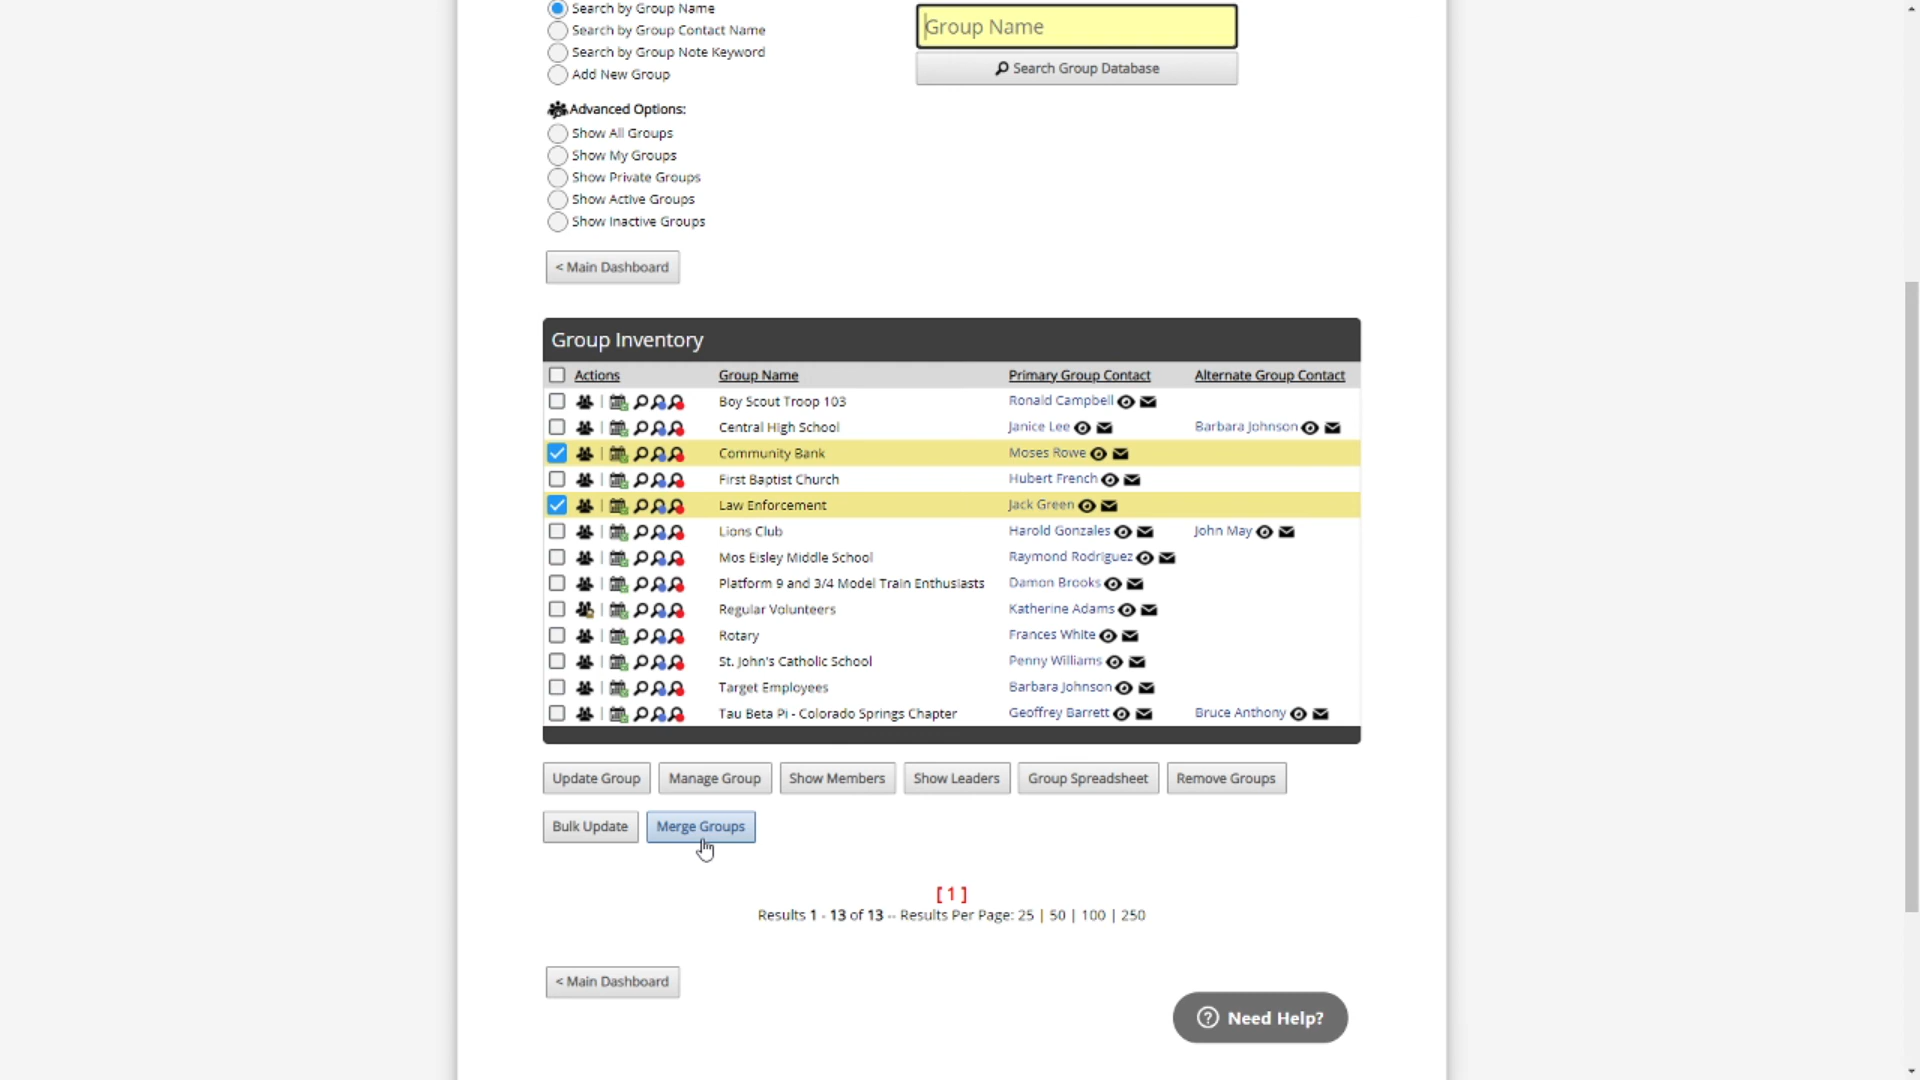 Search by Group Name
Search by Group Contact Name
Search by Group Note Keyword
Add New Group
Group Name
Search Group Database
Advanced Options:
Show All Groups
Show My Groups
Show Private Groups
Show Active Groups
Show Inactive Groups
< Main Dashboard
Group Inventory
Actions Group Name Primary Group Contact Alternate Group Contact
Boy Scout Troop 103 Ronald Campbell
Central High School Janice Lee Barbara Johnson
Community Bank Moses Rowe
First Baptist Church Hubert French
Law Enforcement Jack Green
Lions Club Harold Gonzales John May
Mos Eisley Middle School Raymond Rodriguez
Platform 9 and 3/4 Model Train Enthusiasts Damon Brooks
Regular Volunteers Katherine Adams
Rotary Frances White
St. John's Catholic School Penny Williams
Target Employees Barbara Johnson
Tau Beta Pi - Colorado Springs Chapter Geoffrey Barrett Bruce Anthony
Update Group Manage Group Show Members Show Leaders Group Spreadsheet Remove Groups
Bulk Update Merge Groups
[ 1 ]
Results 1 - 13 of 13 -- Results Per Page: 25 | 50 | 100 | 250
< Main Dashboard
Need Help?